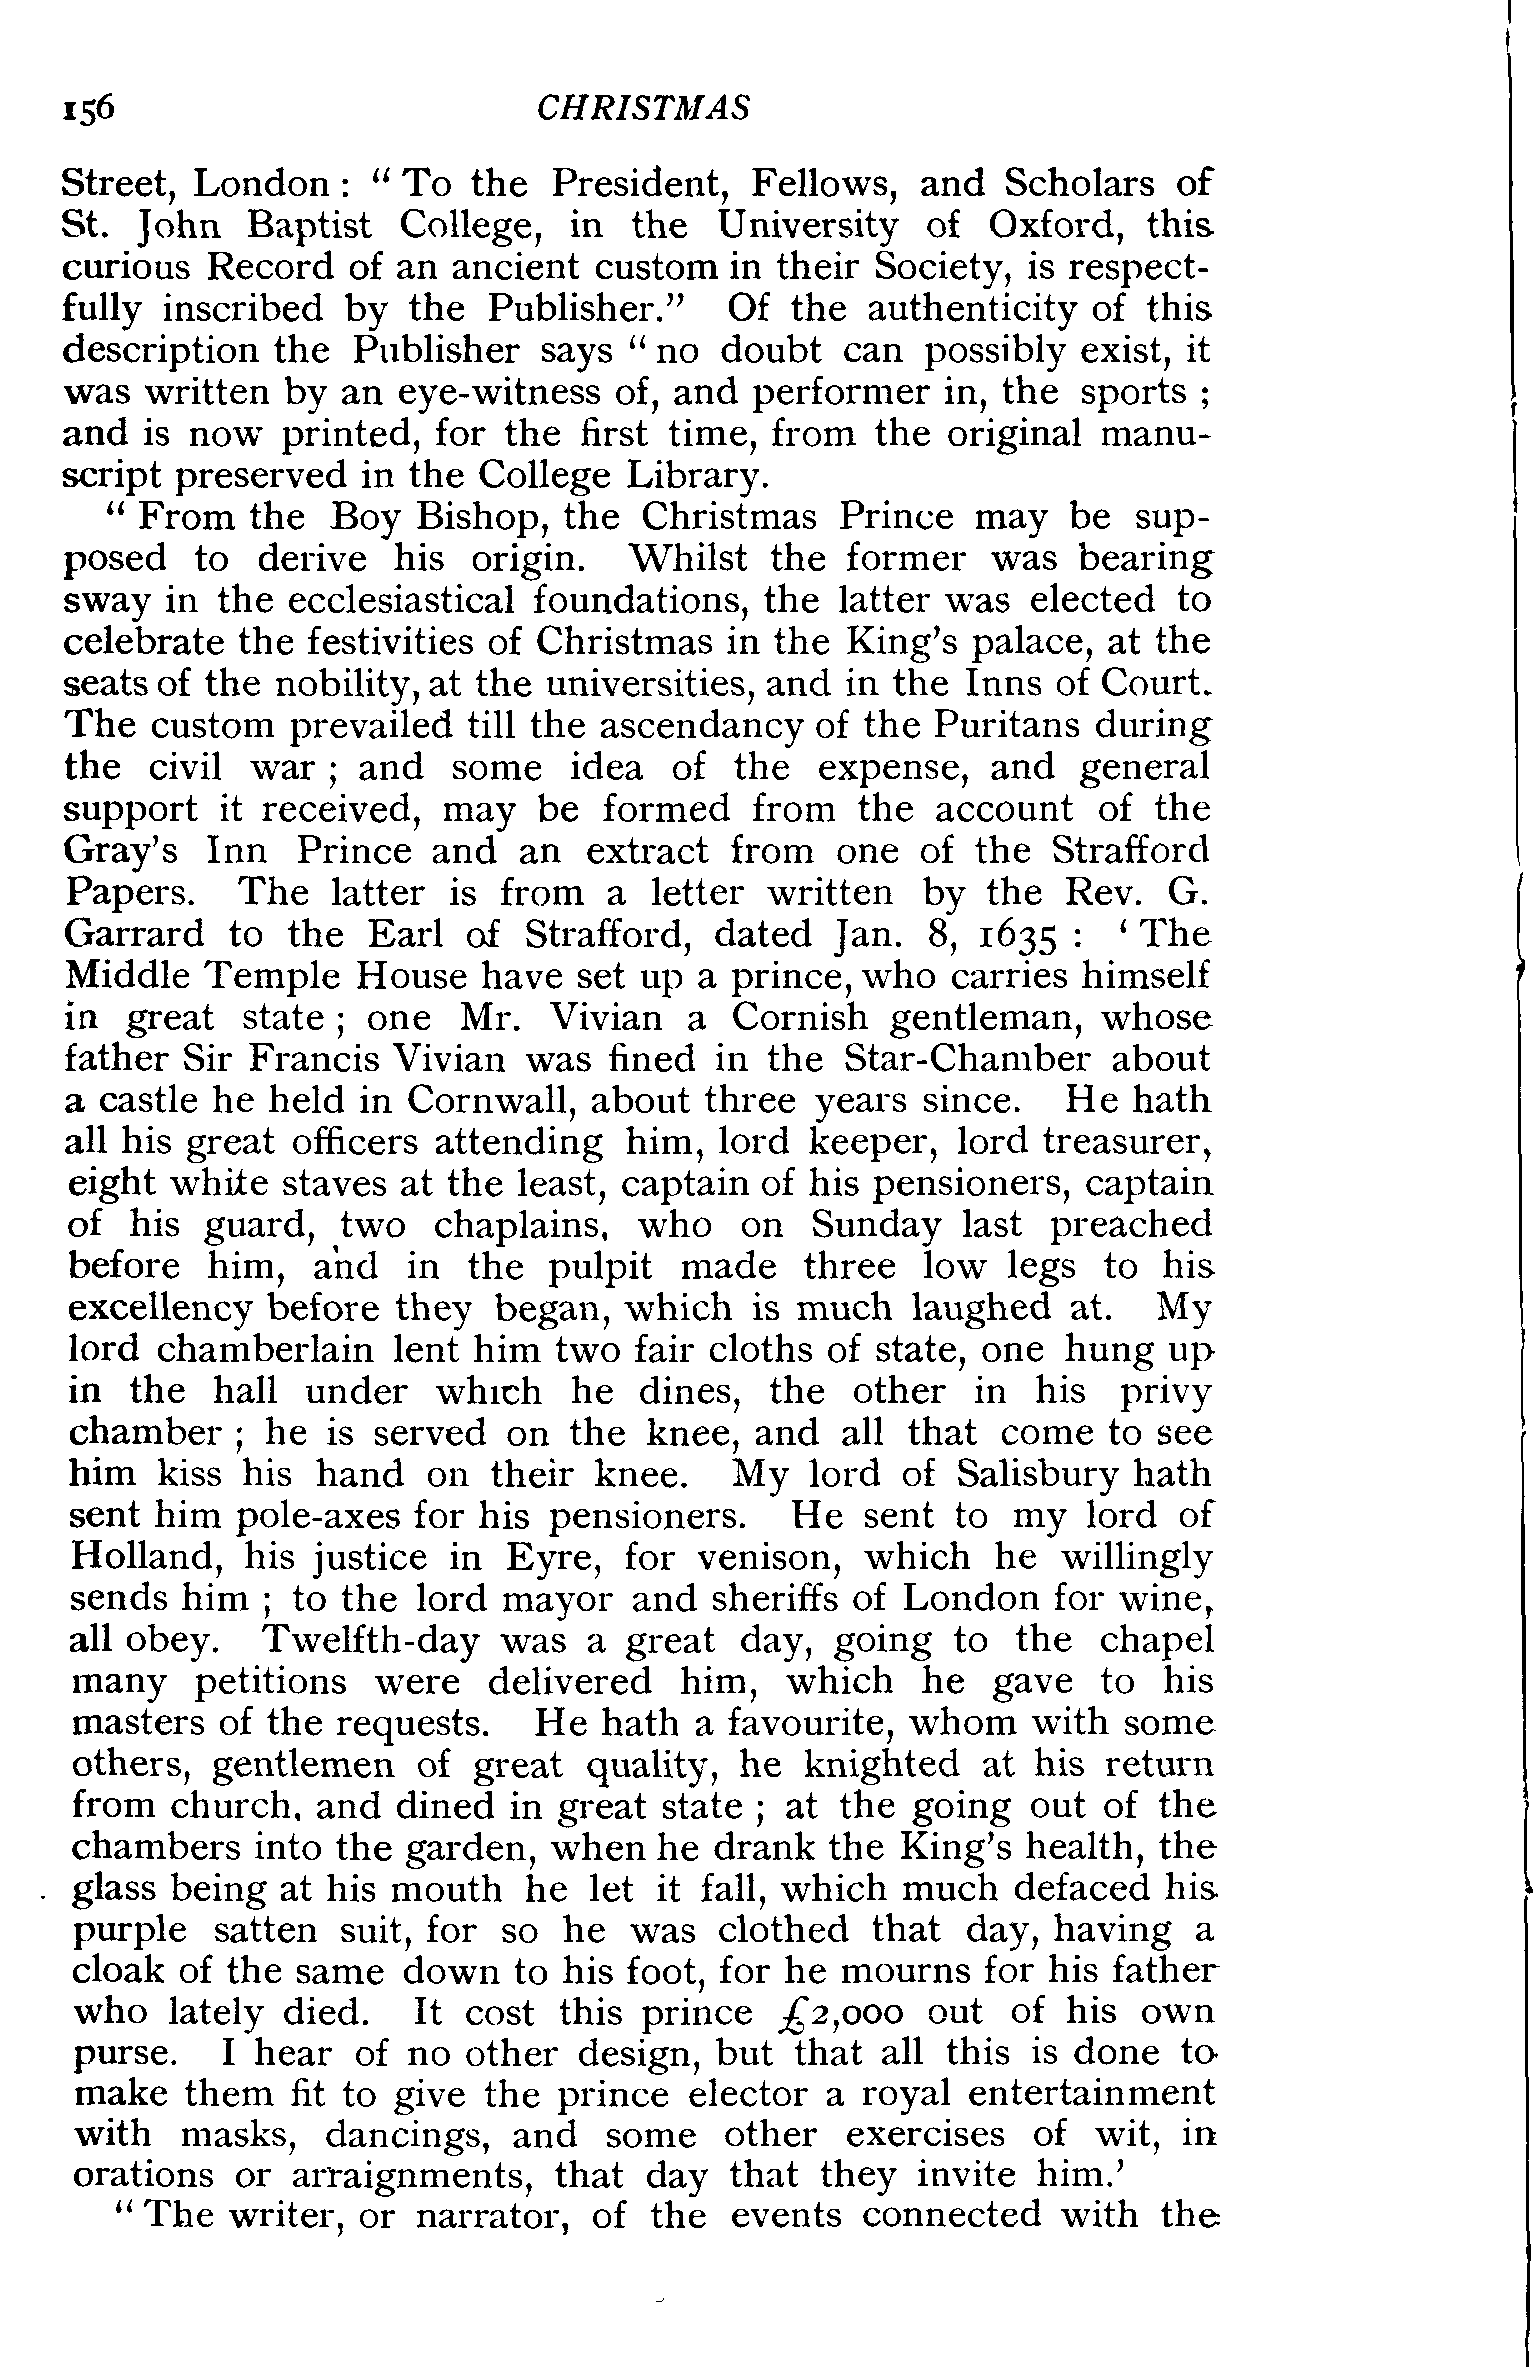 156 CHRISTMAS
Street, London : “ To the President, Fellows, and Scholars of
St. John Baptist College, in the University of Oxford, this
curious Record of an ancient custom in their Society, is respect-
fully inscribed by the Publisher.” Of the authenticity of this
description the Publisher says “ no doubt can possibly exist, it
was written by an eye-witness of, and performer in, the sports ;
and is now printed, for the first time, from the original manu-
script preserved in the College Library.
“ From the Boy Bishop, the Christmas Prince may be sup-
posed to derive his origin. Whilst the former was bearing
sway in the ecclesiastical foundations, the latter was elected to
celebrate the festivities of Christmas in the King’s palace, at the
seats of the nobility, at the universities, and in the Inns of Court.
The custom prevailed till the ascendancy of the Puritans during
the civil war ; and some idea of the expense, and general
support it received, may be formed from the account of the
Gray’s Inn Prince and an extract from one of the Strafford
Papers. The latter is from a letter written by the Rev. G.
Garrard to the Earl of Strafford, dated Jan. 8, 1635 : ‘ The
Middle Temple House have set up a prince, who carries himself
in great state ; one Mr. Vivian a Cornish gentleman, whose
father Sir Francis Vivian was fined in the Star-Chamber about
a castle he held in Cornwall, about three years since. He hath
all his great officers attending him, lord keeper, lord treasurer,
eight white staves at the least, captain of his pensioners, captain
of his guard, two chaplains, who on Sunday last preached
before him, and in the pulpit made three low legs to his
excellency before they began, which is much laughed at. My
lord chamberlain lent him two fair cloths of state, one hung up
in the hall under which he dines, the other in his privy
chamber ; he is served on the knee, and all that come to see
him kiss his hand on their knee. My lord of Salisbury hath
sent him pole-axes for his pensioners. He sent to my lord of
Holland, his justice in Eyre, for venison, which he willingly
sends him ; to the lord mayor and sheriffs of London for wine,
all obey. Twelfth-day was a great day, going to the chapel
many petitions were delivered him, which he gave to his
masters of the requests. He hath a favourite, whom with some
others, gentlemen of great quality, he knighted at his return
from church, and dined in great state ; at the going out of the
chambers into the garden, when he drank the King’s health, the
glass being at his mouth he let it fall, which much defaced his
purple satten suit, for so he was clothed that day, having a
cloak of the same down to his foot, for he mourns for his father
who lately died. It cost this prince £2,000 out of his own
purse. I hear of no other design, but that all this is done to
make them fit to give the prince elector a royal entertainment
with masks, dancings, and some other exercises of wit, in
orations or arraignments, that day that they invite him.’
“ The writer, or narrator, of the events connected with the